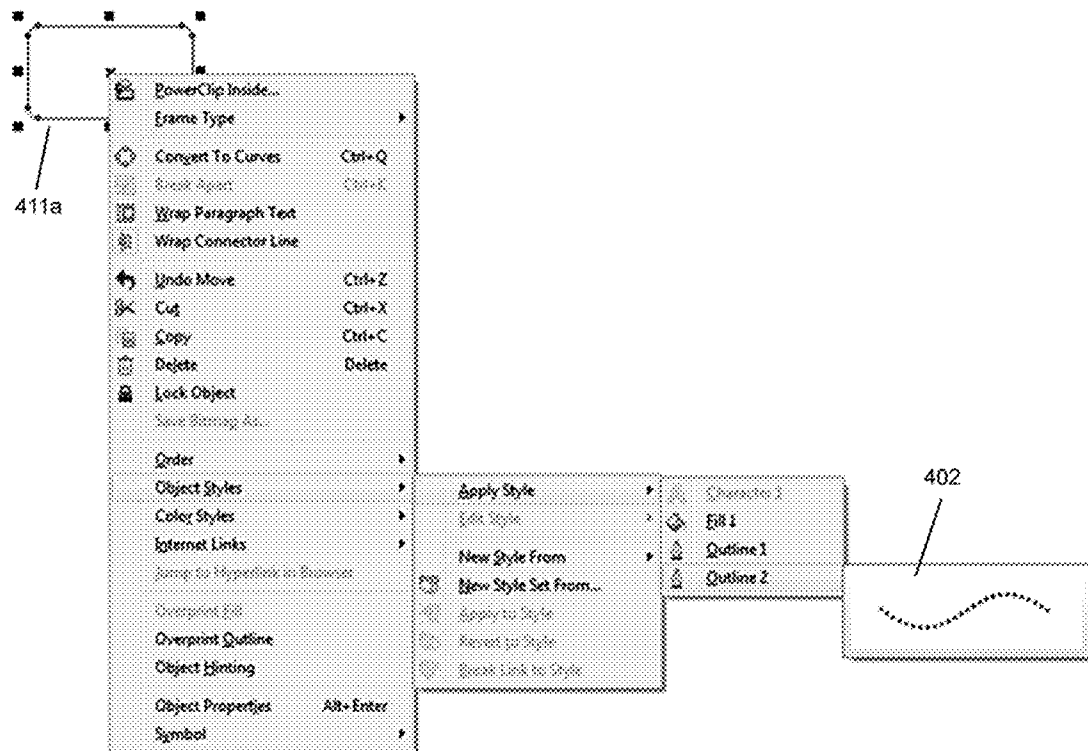 PowerClip Inside...
Frame Type
411a
Convert To Curves Ctrl+Q
Break Apart Ctrl+K
Wrap Paragraph Text
Wrap Connector Line
Undo Move Ctrl+Z
Cut Ctrl+X
Copy Ctrl+C
Delete Delete
Lock Object
Save Bitmap As...
Order
Object Styles
Color Styles
Internet Links
Jump to Hyperlink in Browser
Overprint Fill
Overprint Outline
Object Hinting
Object Properties Alt+Enter
Symbol
Apply Style
Edit Style
New Style From
New Style Set From...
Apply to Style
Revert to Style
Break Link to Style
Character 1
Fill 1
Outline 1
Outline 2
402